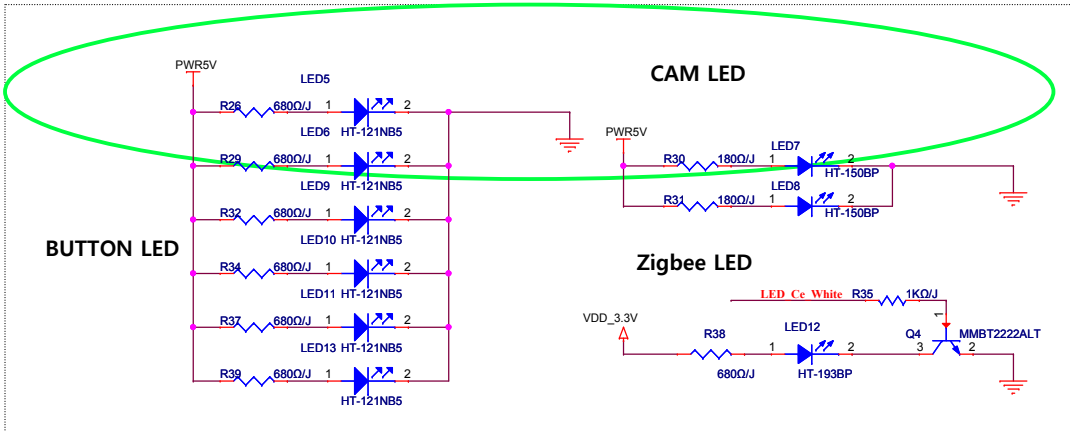 PWR5V
LED5
CAM LED
R26 680Ω/J 1 2
LED6 HT-121NB5
PWR5V
R29 680Ω/J 1 2
LED9 HT-121NB5
LED7
R30 180Ω/J 1 2
HT-150BP
LED8
R31 180Ω/J 1 2
HT-150BP
R32 680Ω/J 1 2
LED10 HT-121NB5
BUTTON LED
Zigbee LED
R34 680Ω/J 1 2
LED11 HT-121NB5
LED_Ce_White R35 1KΩ/J
VDD_3.3V
R37 680Ω/J 1 2
LED13 HT-121NB5
R38 LED12 Q4 1 MMBT2222ALT
1 2 3 2
680Ω/J HT-193BP
R39 680Ω/J 1 2
HT-121NB5